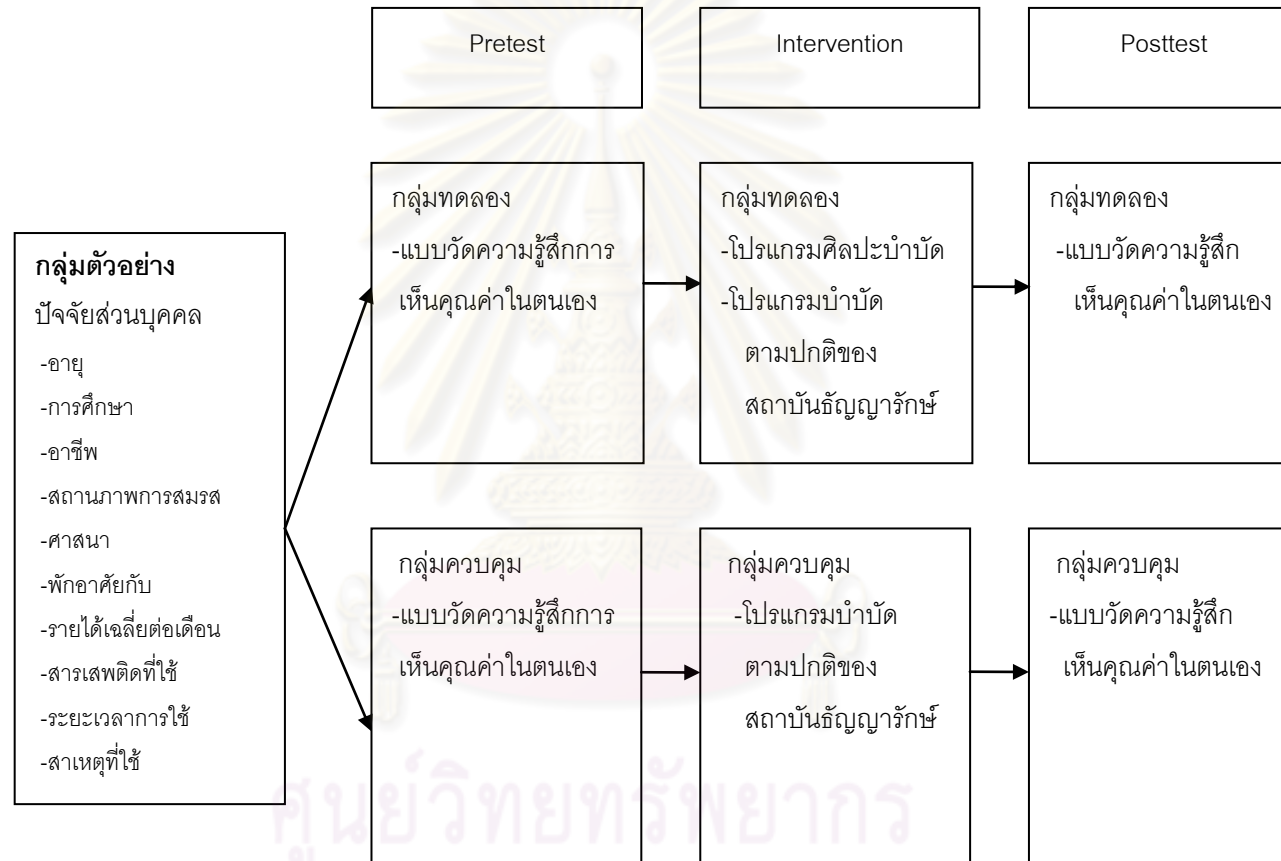 Pretest
Intervention
Posttest
กลุ่มตัวอย่าง
ปัจจัยส่วนบุคคล
-อายุ
-การศึกษา
-อาชีพ
-สถานภาพการสมรส
-ศาสนา
-พักอาศัยกับ
-รายได้เฉลี่ยต่อเดือน
-สารเสพติดที่ใช้
-ระยะเวลาการใช้
-สาเหตุที่ใช้
กลุ่มทดลอง
-แบบวัดความรู้สึกการ
เห็นคุณค่าในตนเอง
กลุ่มทดลอง
-โปรแกรมศิลปะบำบัด
-โปรแกรมบำบัด
ตามปกติของ
สถาบันธัญญารักษ์
กลุ่มทดลอง
-แบบวัดความรู้สึก
เห็นคุณค่าในตนเอง
กลุ่มควบคุม
-แบบวัดความรู้สึกการ
เห็นคุณค่าในตนเอง
กลุ่มควบคุม
-โปรแกรมบำบัด
ตามปกติของ
สถาบันธัญญารักษ์
กลุ่มควบคุม
-แบบวัดความรู้สึก
เห็นคุณค่าในตนเอง
ศูนย์วิทยทรัพยากร